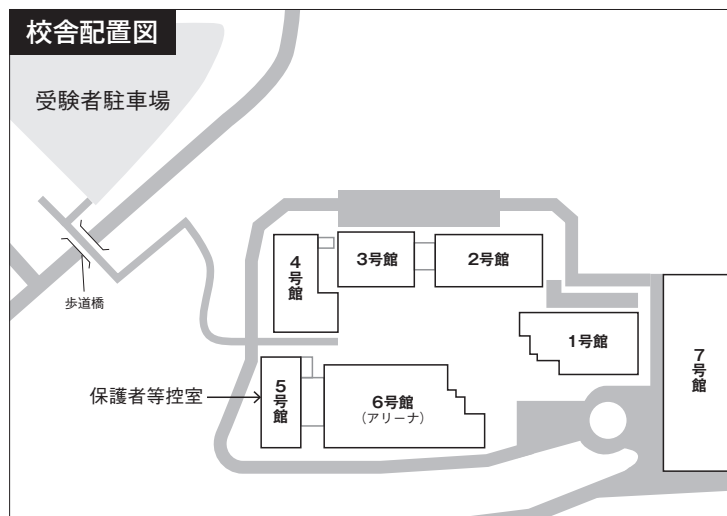 校舎配置図
受験者駐車場
歩道橋
4号館
3号館
2号館
1号館
7号館
保護者等控室
5号館
6号館
(アリーナ)